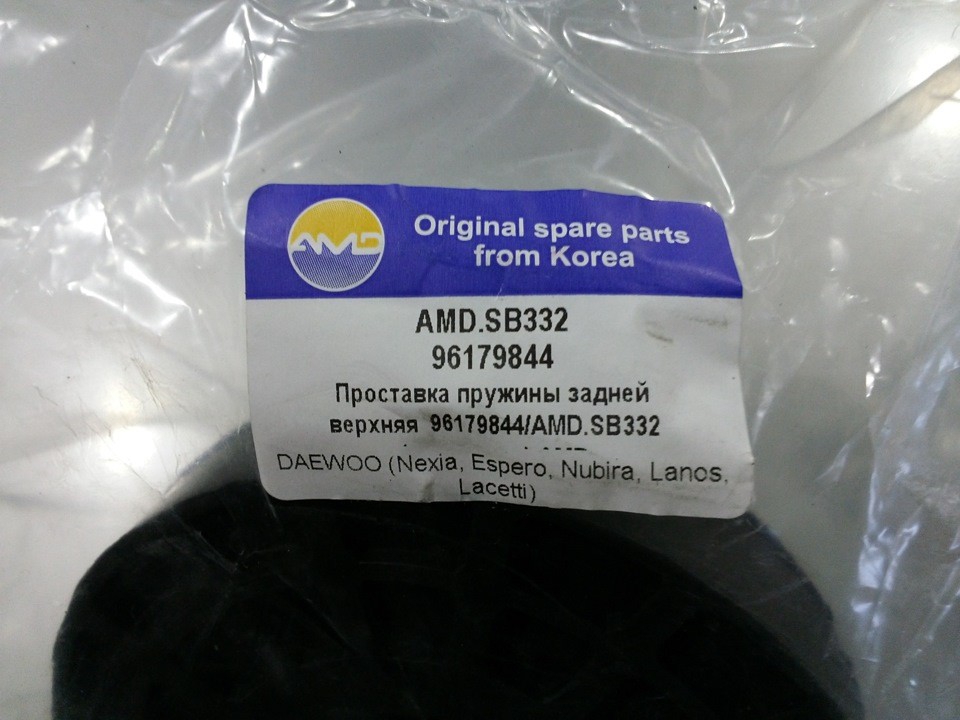 AMD
Original spare parts
from Korea
AMD.SB332
96179844
Проставка пружины задней
верхняя 96179844/AMD.SB332
DAEWOO (Nexia, Espero, Nubira, Lanos,
Lacetti)